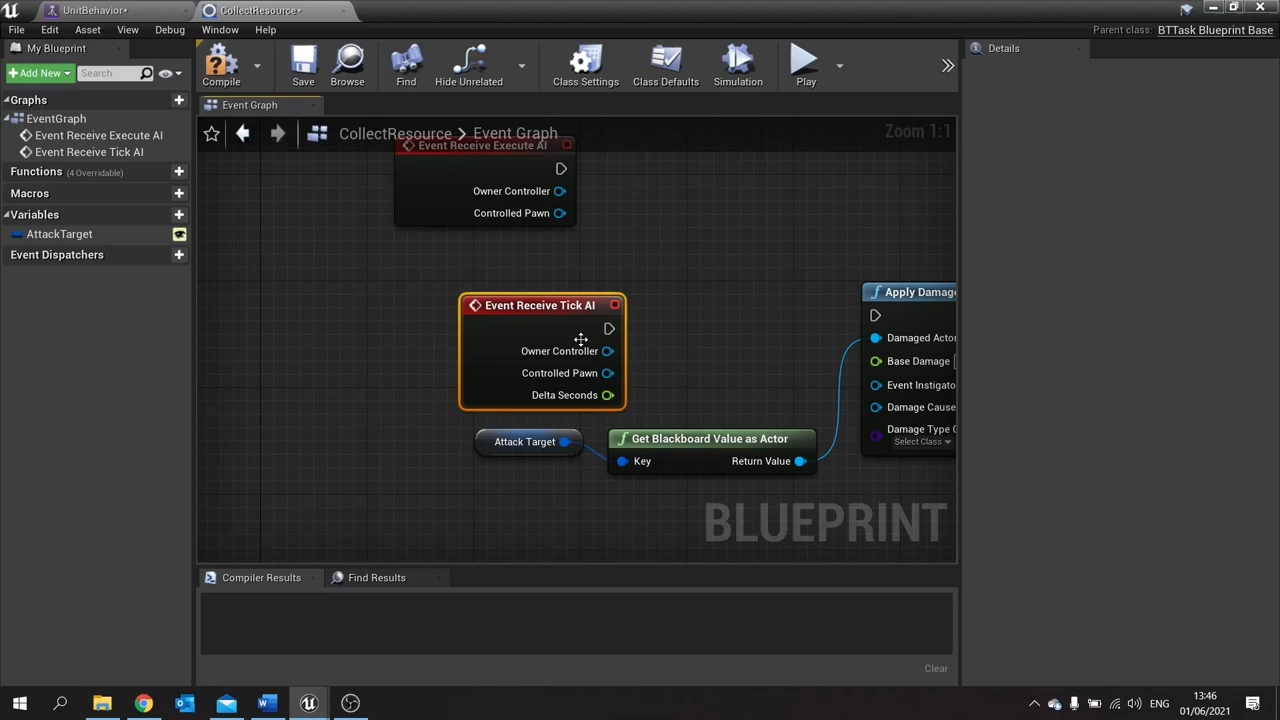 UnitBehavior*
CollectResource*
File Edit Asset View Debug Window Help
Parent class: BTTask Blueprint Base
My Blueprint
Add New
Search
Compile
Save
Browse
Find
Hide Unrelated
Class Settings
Class Defaults
Simulation
Play
Details
Graphs
EventGraph
Event Receive Execute AI
Event Receive Tick AI
Functions (4 Overridable)
Macros
Variables
AttackTarget
Event Dispatchers
Event Graph
CollectResource > Event Graph
Zoom 1:1
Event Receive Execute AI
Owner Controller
Controlled Pawn
Event Receive Tick AI
Owner Controller
Controlled Pawn
Delta Seconds
Attack Target
f Get Blackboard Value as Actor
Key Return Value
f Apply Damag
Damaged Actor
Base Damage
Event Instigato
Damage Cause
Damage Type C
Select Class
BLUEPRINT
Compiler Results
Find Results
Clear
ENG
13:46
01/06/2021